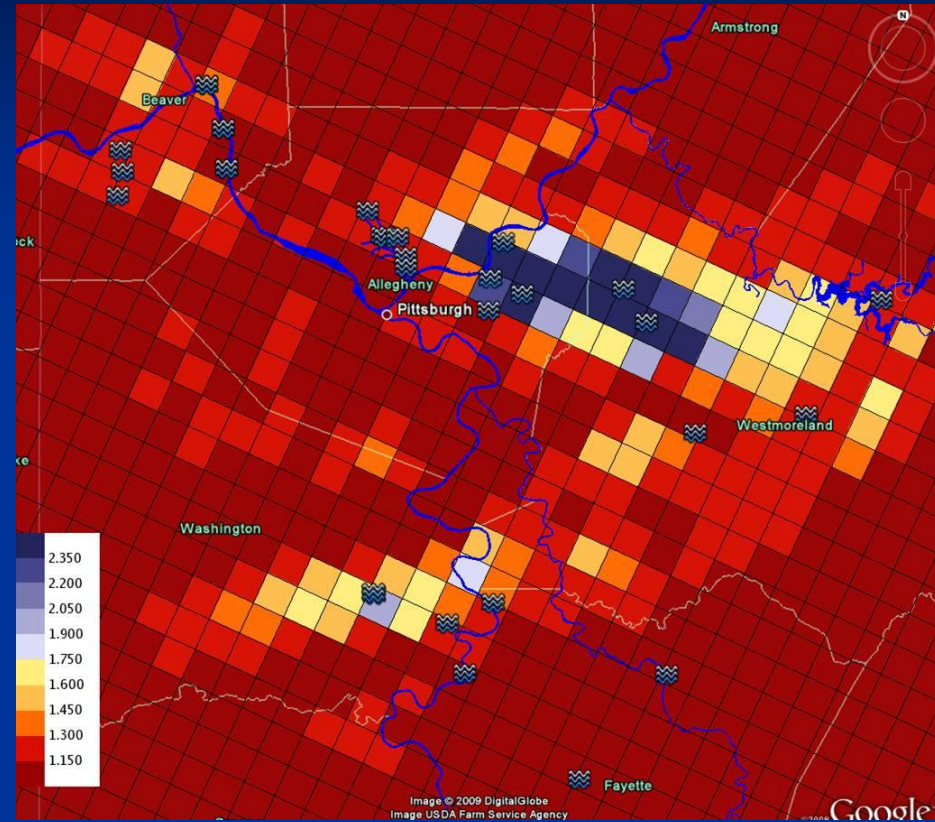 N
Armstrong
Beaver
ck
Allegheny
Pittsburgh
Westmoreland
ke
Washington
2.350
2.200
2.050
1.900
1.750
1.600
1.450
1.300
1.150
Fayette
Image © 2009 DigitalGlobe
Image USDA Farm Service Agency
Google